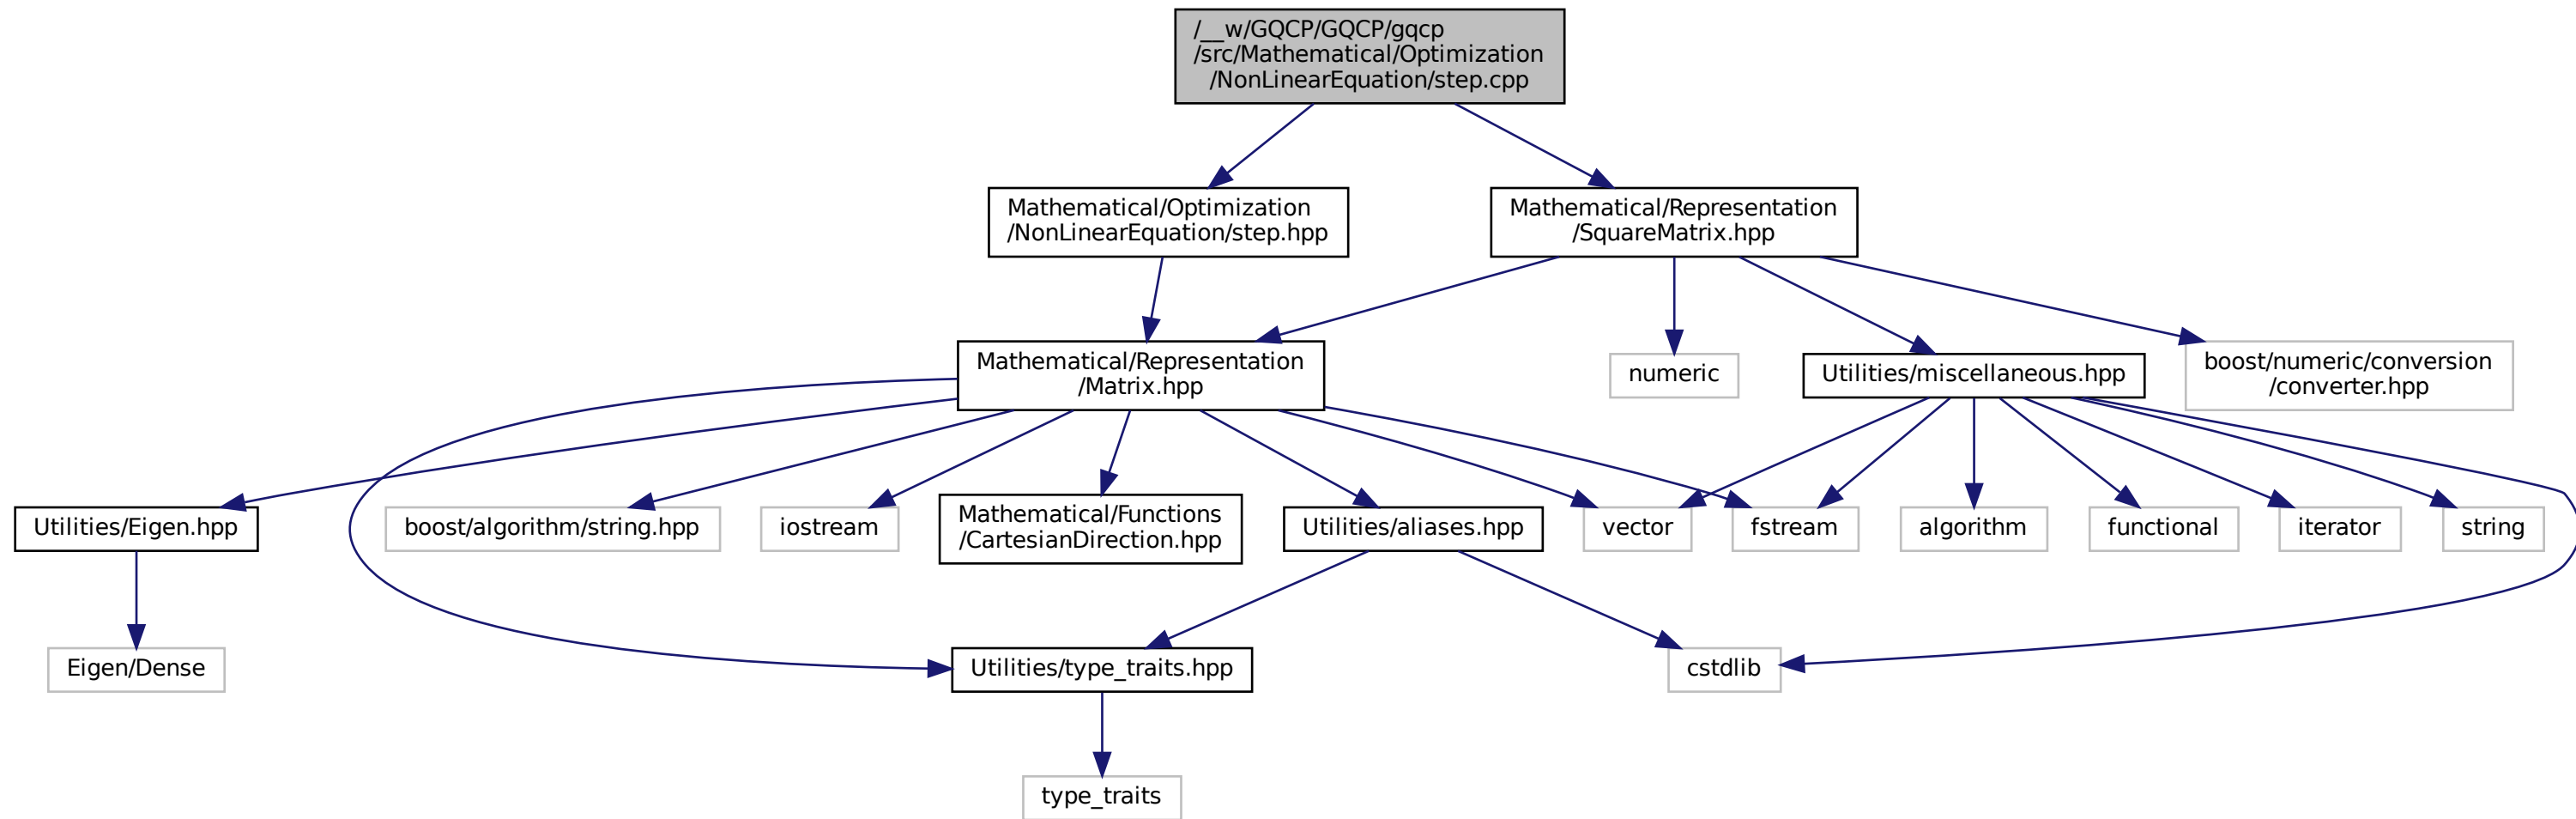 /__w/GQCP/GQCP/gqcp
/src/Mathematical/Optimization
/NonLinearEquation/step.cpp
Mathematical/Optimization
/NonLinearEquation/step.hpp
Mathematical/Representation
/SquareMatrix.hpp
Mathematical/Representation
/Matrix.hpp
numeric
Utilities/miscellaneous.hpp
boost/numeric/conversion
/converter.hpp
Utilities/Eigen.hpp
boost/algorithm/string.hpp
iostream
Mathematical/Functions
/CartesianDirection.hpp
Utilities/aliases.hpp
vector
fstream
algorithm
functional
iterator
string
Eigen/Dense
Utilities/type_traits.hpp
cstdlib
type_traits